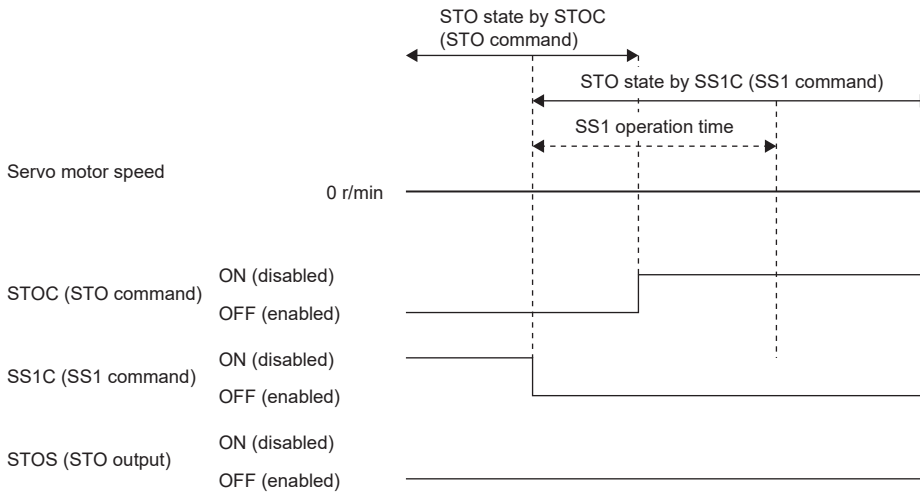 STO state by STOC
(STO command)
STO state by SS1C (SS1 command)
SS1 operation time
Servo motor speed
0 r/min
STOC (STO command)
ON (disabled)
OFF (enabled)
SS1C (SS1 command)
ON (disabled)
OFF (enabled)
STOS (STO output)
ON (disabled)
OFF (enabled)